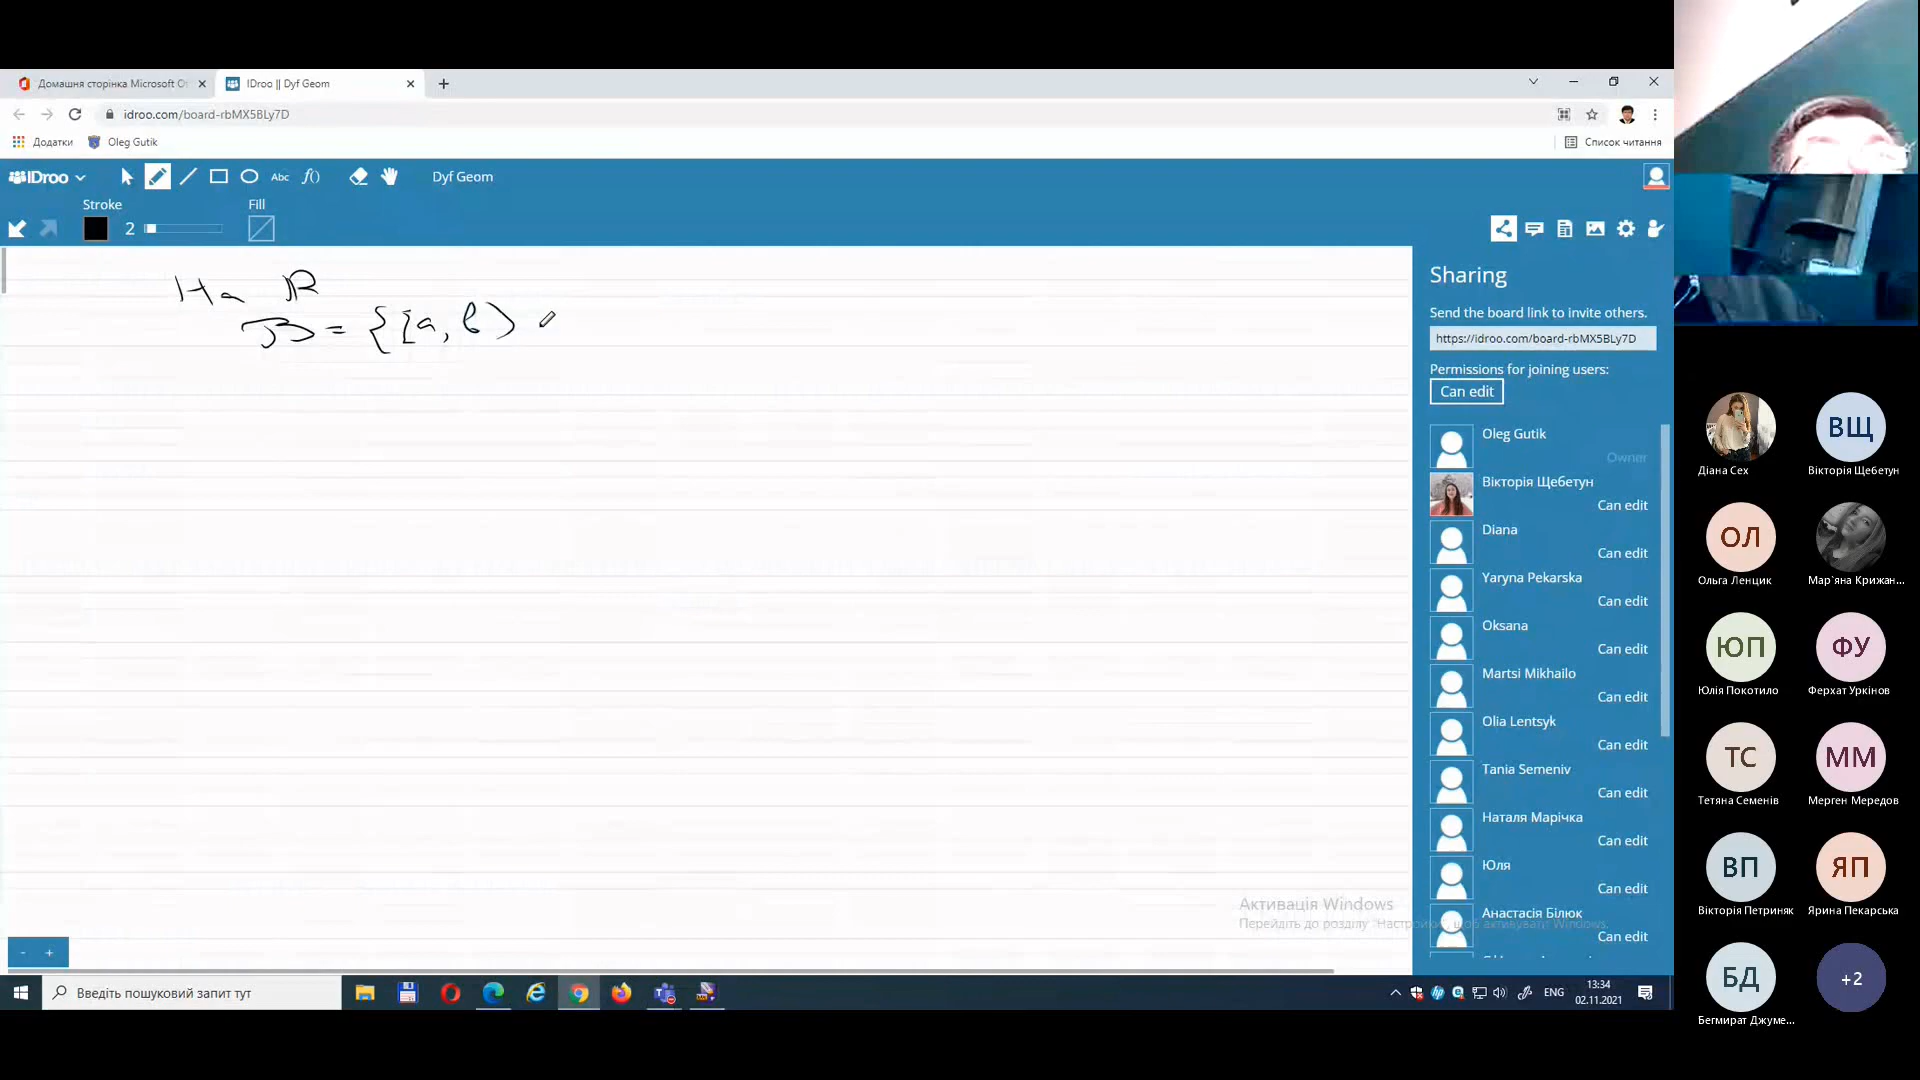 Домашня сторінка Microsoft Of
IDroo || Dyf Geom
idroo.com/board-rbMX5BLy7D
Додатки
Oleg Gutik
Список читання
IDroo
Abc
f()
Dyf Geom
Stroke
Fill
2
На ℝ
ℬ = {[a, b)
Sharing
Send the board link to invite others.
https://idroo.com/board-rbMX5BLy7D
Permissions for joining users:
Can edit
Oleg Gutik
Owner
Вікторія Щебетун
Can edit
Diana
Can edit
Yaryna Pekarska
Can edit
Oksana
Can edit
Martsi Mikhailo
Can edit
Olia Lentsyk
Can edit
Tania Semeniv
Can edit
Наталя Марічка
Can edit
Юля
Can edit
Анастасія Білюк
Can edit
Активація Windows
Перейдіть до розділу "Настройки", щоб активувати Windows.
- +
Введіть пошуковий запит тут
ENG
13:34
02.11.2021
Діана Сех
ВЩ
Вікторія Щебетун
ОЛ
Ольга Ленцик
Мар`яна Крижан...
ЮП
Юлія Покотило
ФУ
Ферхат Уркінов
ТС
Тетяна Семенів
ММ
Мерген Мередов
ВП
Вікторія Петриняк
ЯП
Ярина Пекарська
БД
Бегмират Джуме...
+2